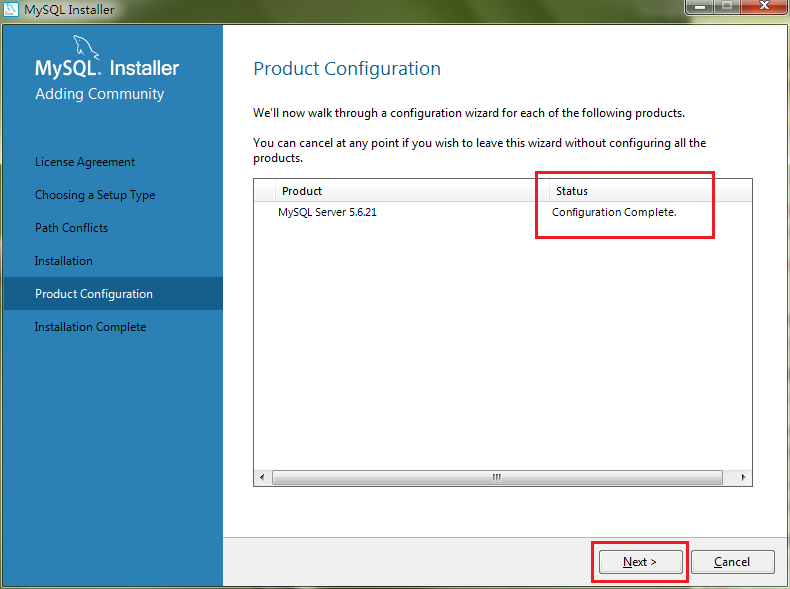 MySQL Installer
MySQL. Installer
Adding Community
License Agreement
Choosing a Setup Type
Path Conflicts
Installation
Product Configuration
Installation Complete
Product Configuration
We'll now walk through a configuration wizard for each of the following products.
You can cancel at any point if you wish to leave this wizard without configuring all the
products.
Product Status
MySQL Server 5.6.21 Configuration Complete.
Next > Cancel